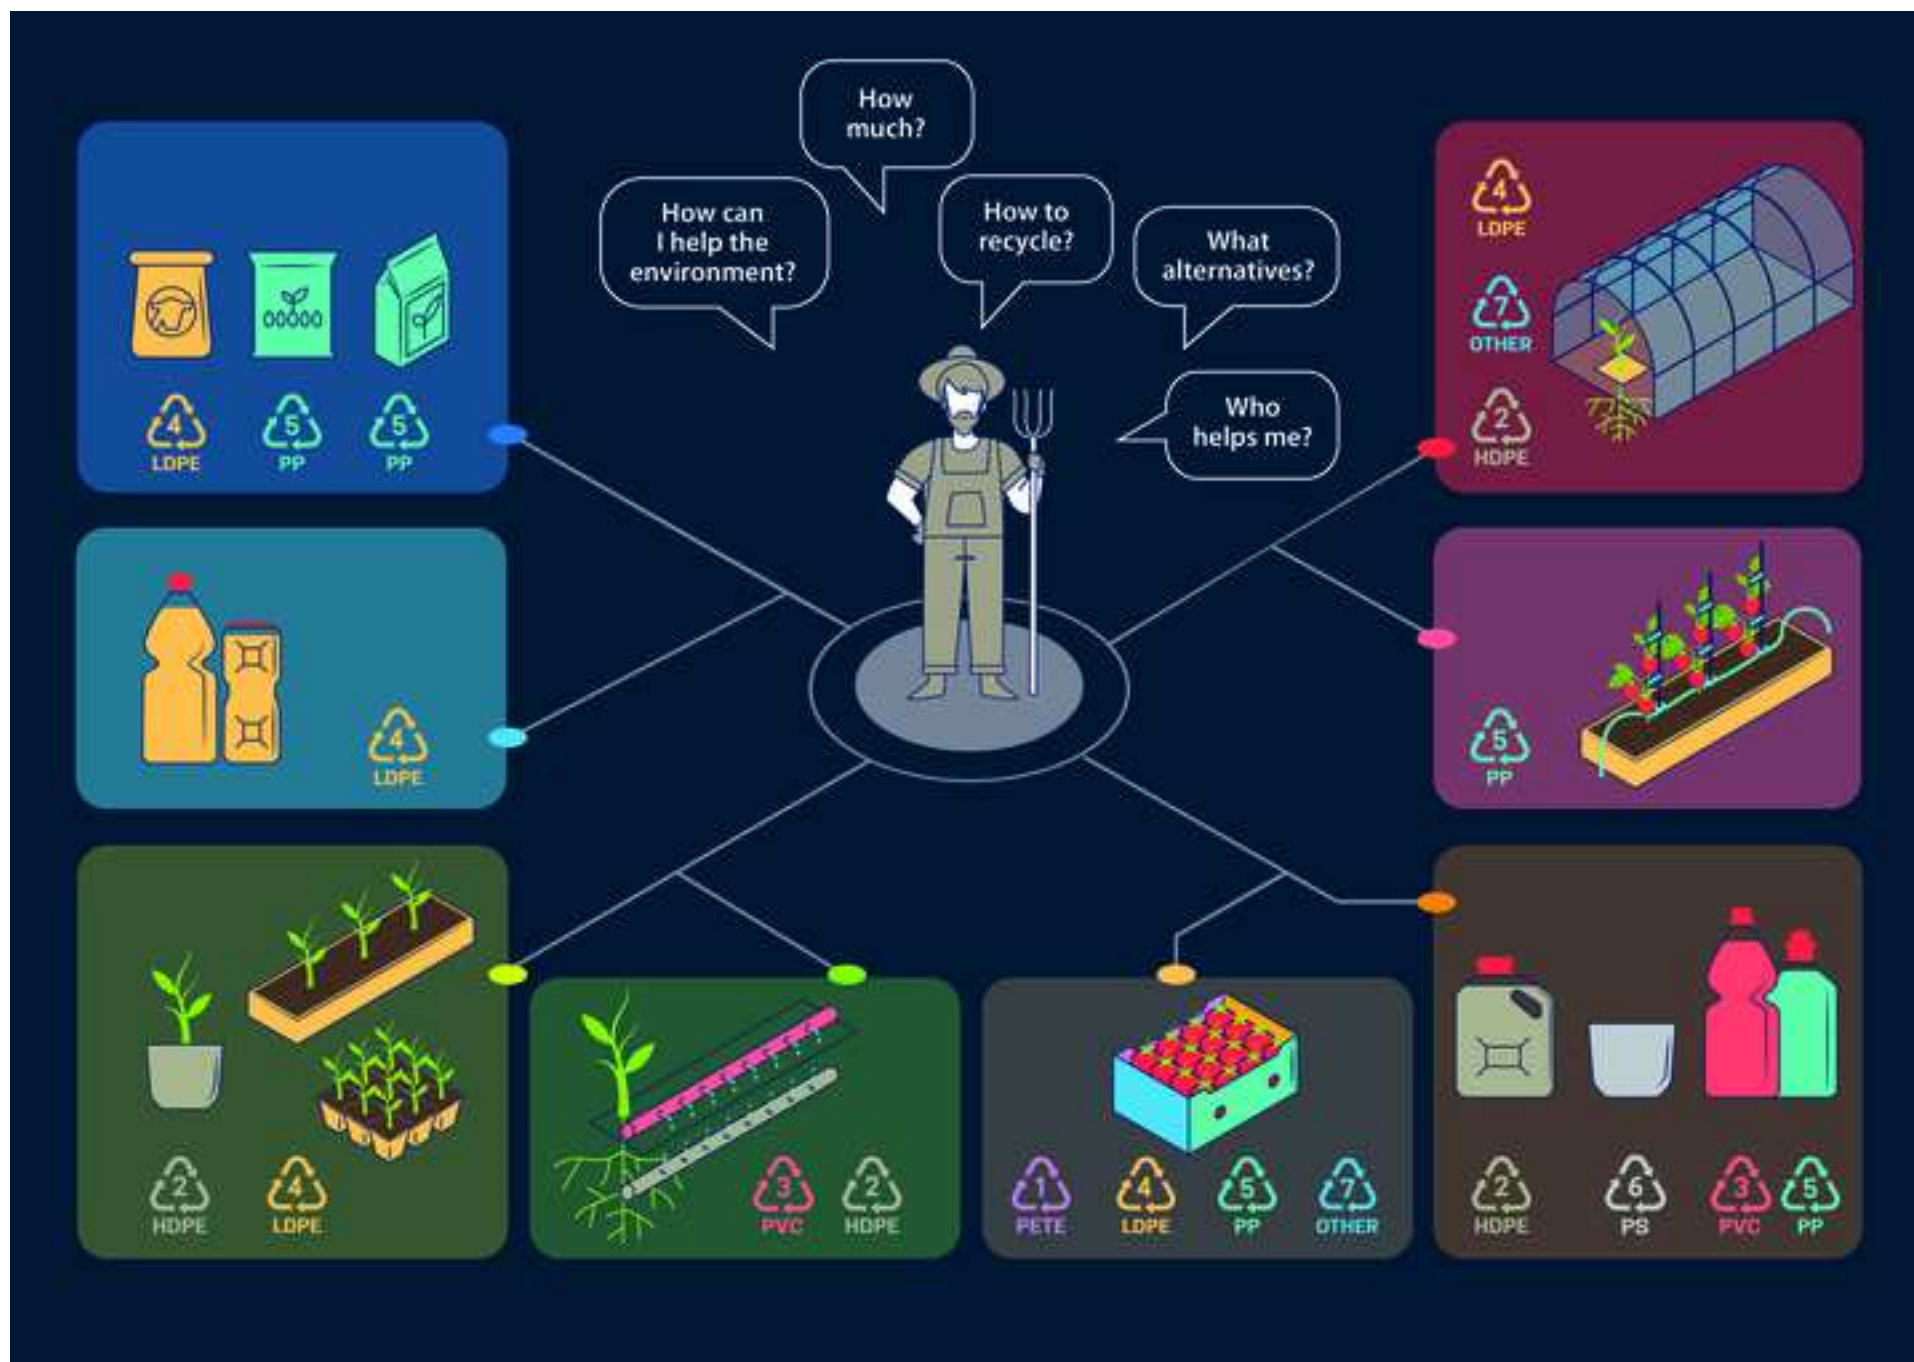 How
much?
How can
I help the
environment?
How to
recycle?
What
alternatives?
Who
helps me?
4
LDPE
5
PP
5
PP
4
LDPE
2
HDPE
4
LDPE
3
PVC
2
HDPE
1
PETE
4
LDPE
5
PP
7
OTHER
4
LDPE
7
OTHER
2
HDPE
5
PP
2
HDPE
6
PS
3
PVC
5
PP